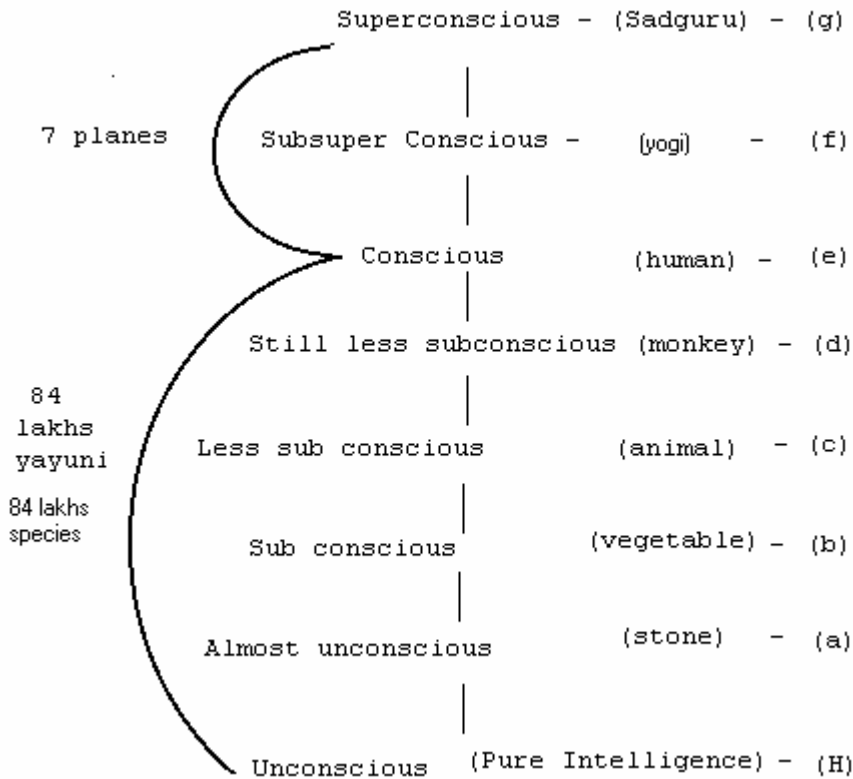 Superconscious - (Sadguru) - (g)
7 planes
Subsuper Conscious - (yogi) - (f)
Conscious (human) - (e)
Still less subconscious (monkey) - (d)
84
lakhs
yayuni
Less sub conscious (animal) - (c)
84 lakhs
species
Sub conscious (vegetable) - (b)
Almost unconscious (stone) - (a)
Unconscious (Pure Intelligence) - (H)